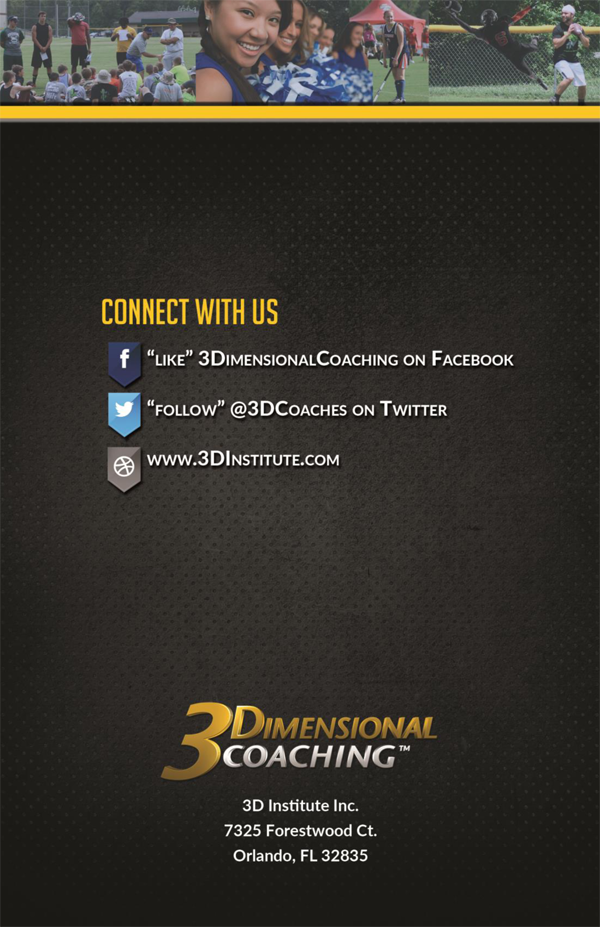 CONNECT WITH US
f
“LIKE” 3DIMENSIONALCOACHING ON FACEBOOK
“FOLLOW” @3DCOACHES ON TWITTER
WWW.3DINSTITUTE.COM
3DIMENSIONAL
COACHING™
3D Institute Inc.
7325 Forestwood Ct.
Orlando, FL 32835